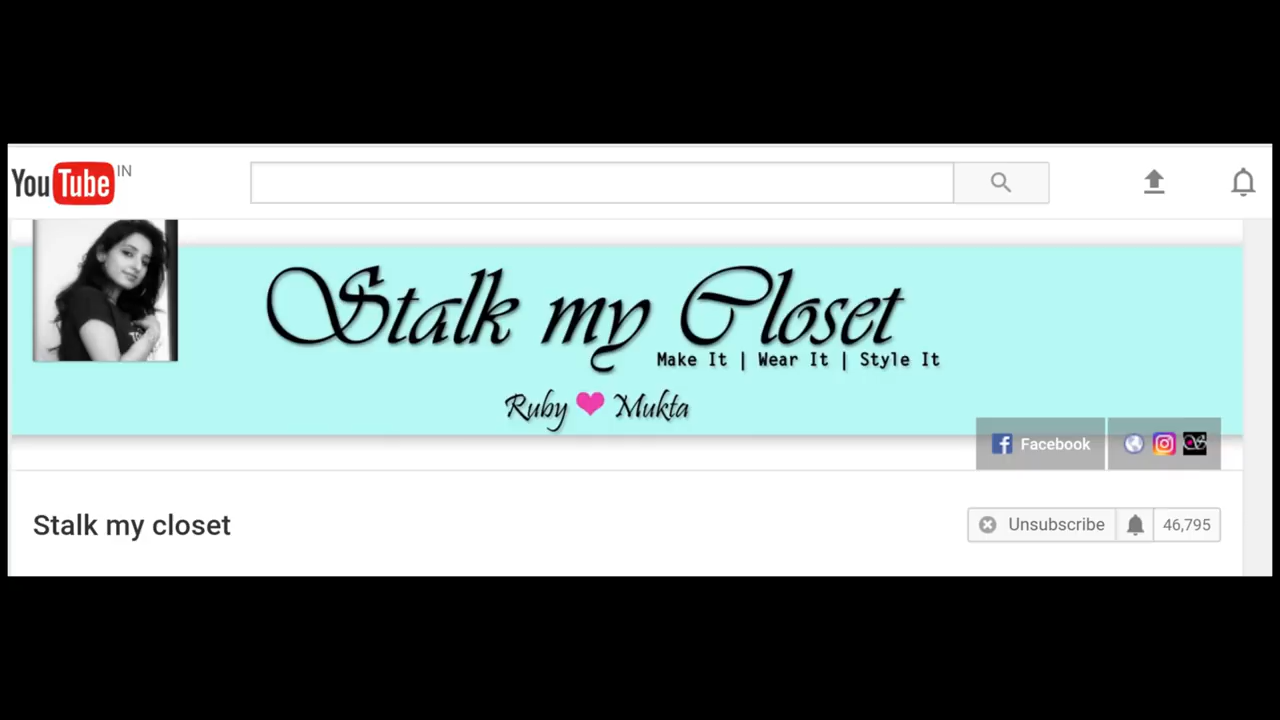 YouTube IN
Stalk my Closet
Make It | Wear It | Style It
Ruby ❤ Mukta
Facebook
Stalk my closet
Unsubscribe 46,795